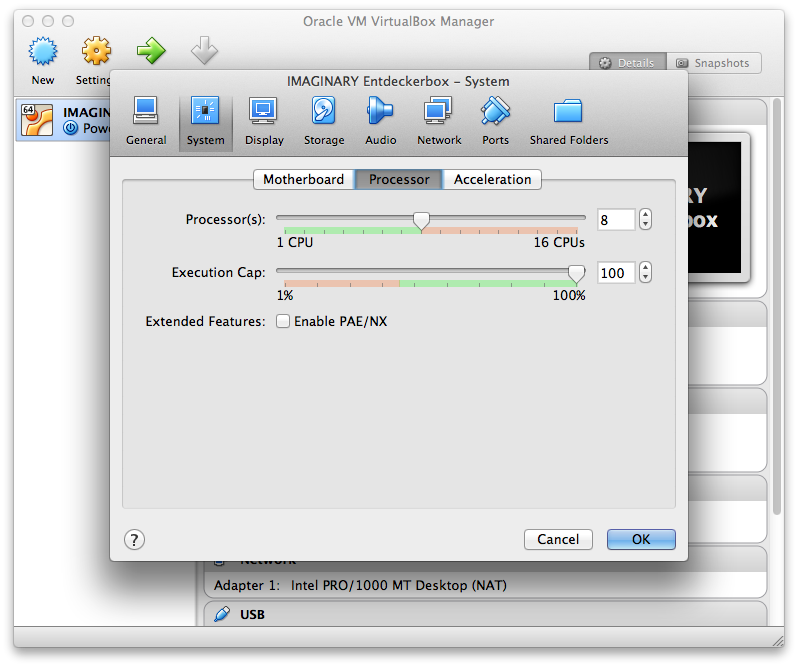 Oracle VM VirtualBox Manager
New Setting
Details Snapshots
IMAGINARY Entdeckerbox – System
64 IMAGIN
Powe
General System Display Storage Audio Network Ports Shared Folders
Motherboard Processor Acceleration
RY
box
Processor(s): 8
1 CPU 16 CPUs
Execution Cap: 100
1% 100%
Extended Features: Enable PAE/NX
? Cancel OK
Network
Adapter 1: Intel PRO/1000 MT Desktop (NAT)
USB